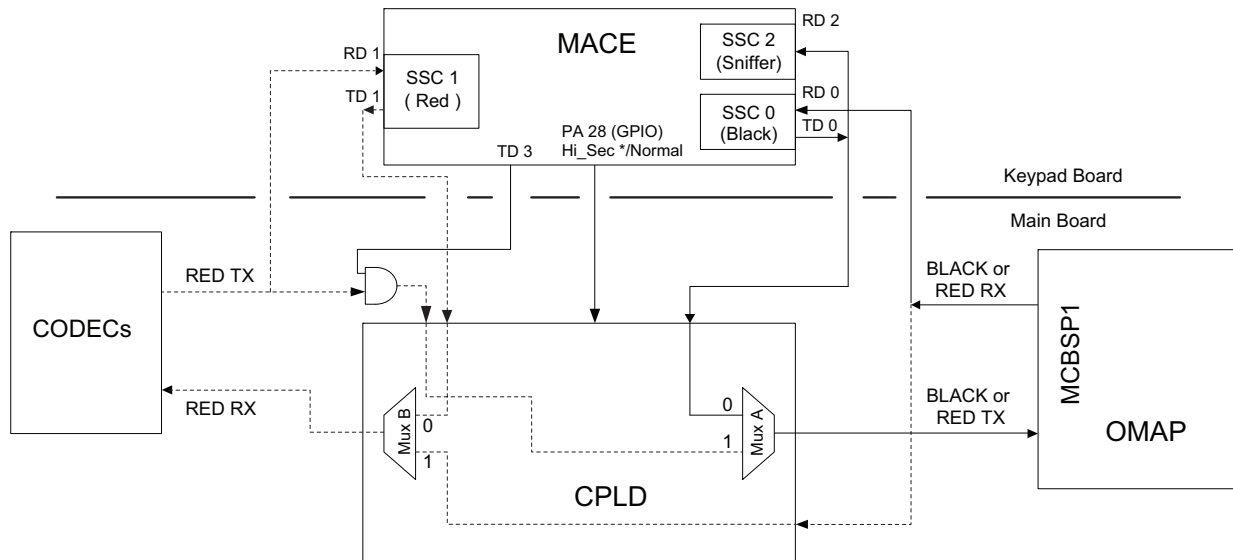 RD 2
MACE
SSC 2
(Sniffer)
RD 1
SSC 1
( Red )
RD 0
TD 1
SSC 0
(Black)
TD 0
PA 28 (GPIO)
Hi_Sec */Normal
TD 3
Keypad Board
Main Board
RED TX
BLACK or
RED RX
CODECs
MCBSP1
RED RX
Mux B
0
1
0
1
Mux A
BLACK or
RED TX
OMAP
CPLD